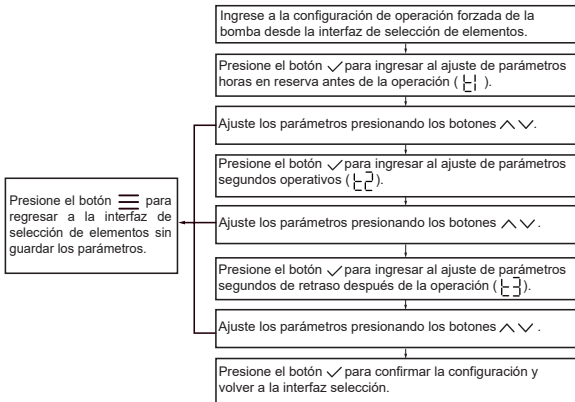 Ingrese a la configuración de operación forzada de la
bomba desde la interfaz de selección de elementos.
Presione el botón ✓ para ingresar al ajuste de parámetros
horas en reserva antes de la operación ( t1 ).
Ajuste los parámetros presionando los botones ︿﹀.
Presione el botón ✓ para ingresar al ajuste de parámetros
segundos operativos ( t2 ).
Presione el botón ☰ para
regresar a la interfaz de
selección de elementos sin
guardar los parámetros.
Ajuste los parámetros presionando los botones ︿﹀ .
Presione el botón ✓ para ingresar al ajuste de parámetros
segundos de retraso después de la operación ( t3 ).
Ajuste los parámetros presionando los botones ︿﹀ .
Presione el botón ✓ para confirmar la configuración y
volver a la interfaz selección.